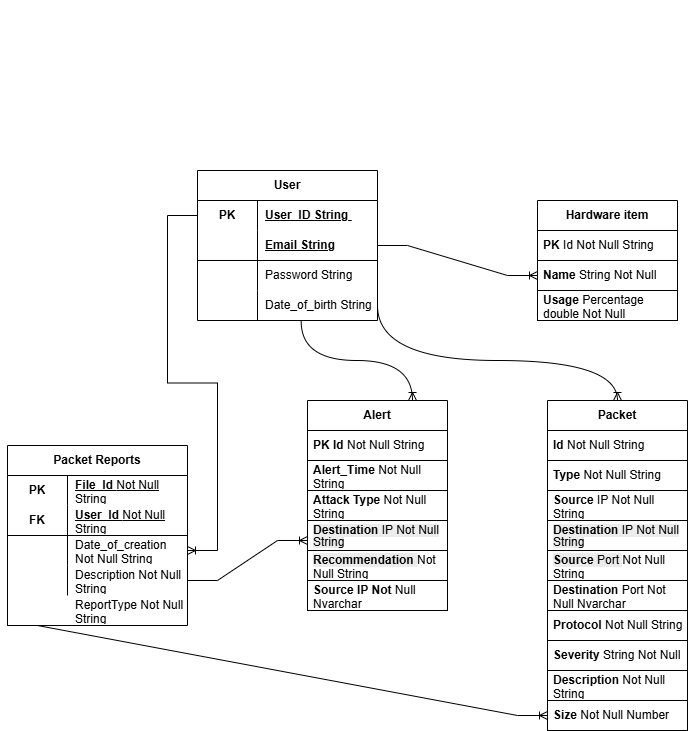 User
PK
User_ID String
Email String
Password String
Date_of_birth String
Hardware item
PK Id Not Null String
Name String Not Null
Usage Percentage
double Not Null
Packet Reports
PK
File_Id Not Null
String
FK
User_Id Not Null
String
Date_of_creation
Not Null String
Description Not Null
String
ReportType Not Null
String
Alert
PK Id Not Null String
Alert_Time Not Null
String
Attack Type Not Null
String
Destination IP Not Null
String
Recommendation Not
Null String
Source IP Not Null
Nvarchar
Packet
Id Not Null String
Type Not Null String
Source IP Not Null
String
Destination IP Not Null
String
Source Port Not Null
String
Destination Port Not
Null Nvarchar
Protocol Not Null String
Severity String Not Null
Description Not Null
String
Size Not Null Number